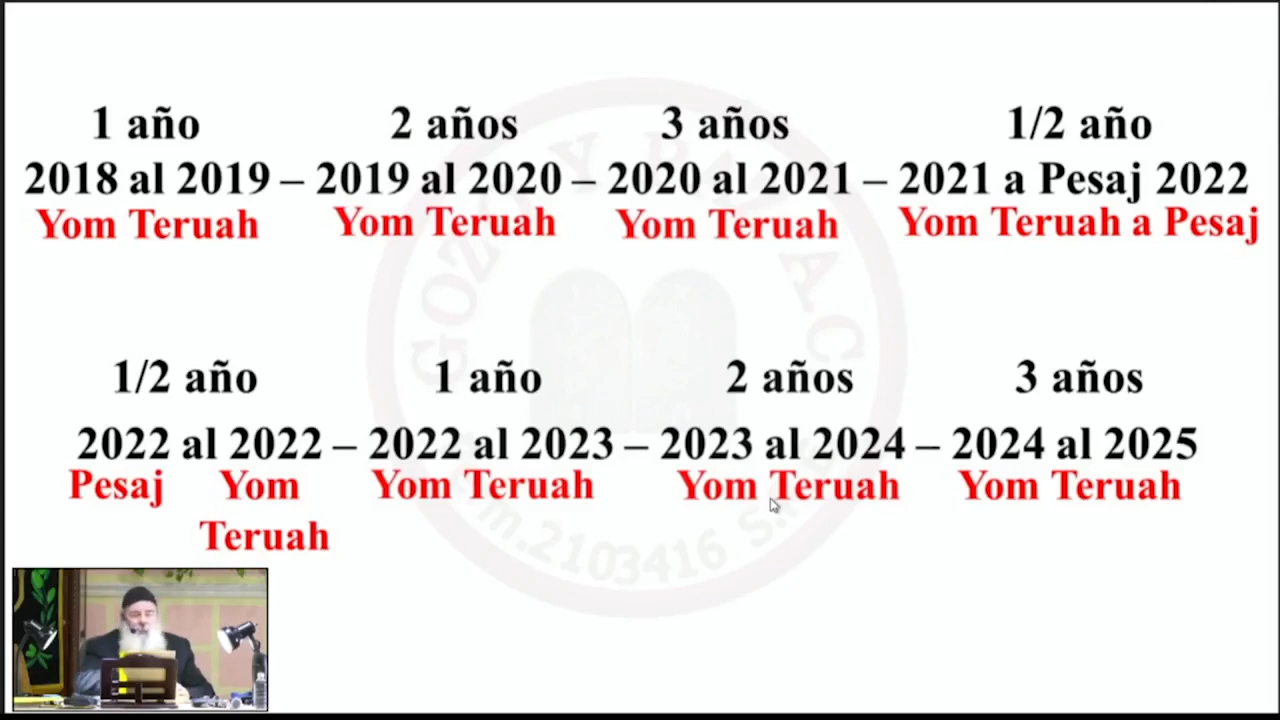 1 año 2 años 3 años 1/2 año
2018 al 2019 – 2019 al 2020 – 2020 al 2021 – 2021 a Pesaj 2022
Yom Teruah Yom Teruah Yom Teruah Yom Teruah a Pesaj
1/2 año 1 año 2 años 3 años
2022 al 2022 – 2022 al 2023 – 2023 al 2024 – 2024 al 2025
Pesaj Yom Yom Teruah Yom Teruah Yom Teruah
Teruah
GOZO Y PAZ A.C.
2103416